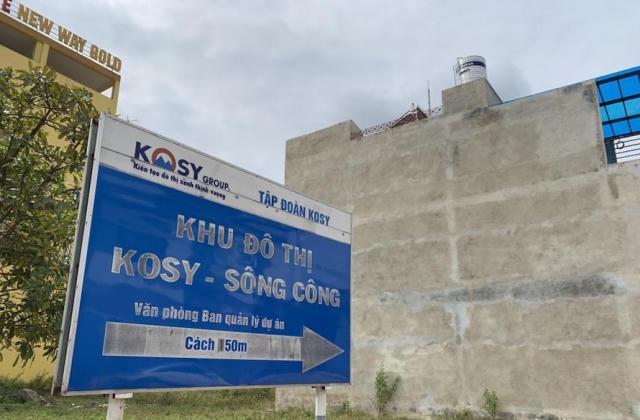 E NEW WAY GOLD
KOSY GROUP
Kiến tạo đô thị xanh thịnh vượng
TẬP ĐOÀN KOSY
KHU ĐÔ THỊ
KOSY - SÔNG CÔNG
Văn phòng Ban quản lý dự án
Cách 50m